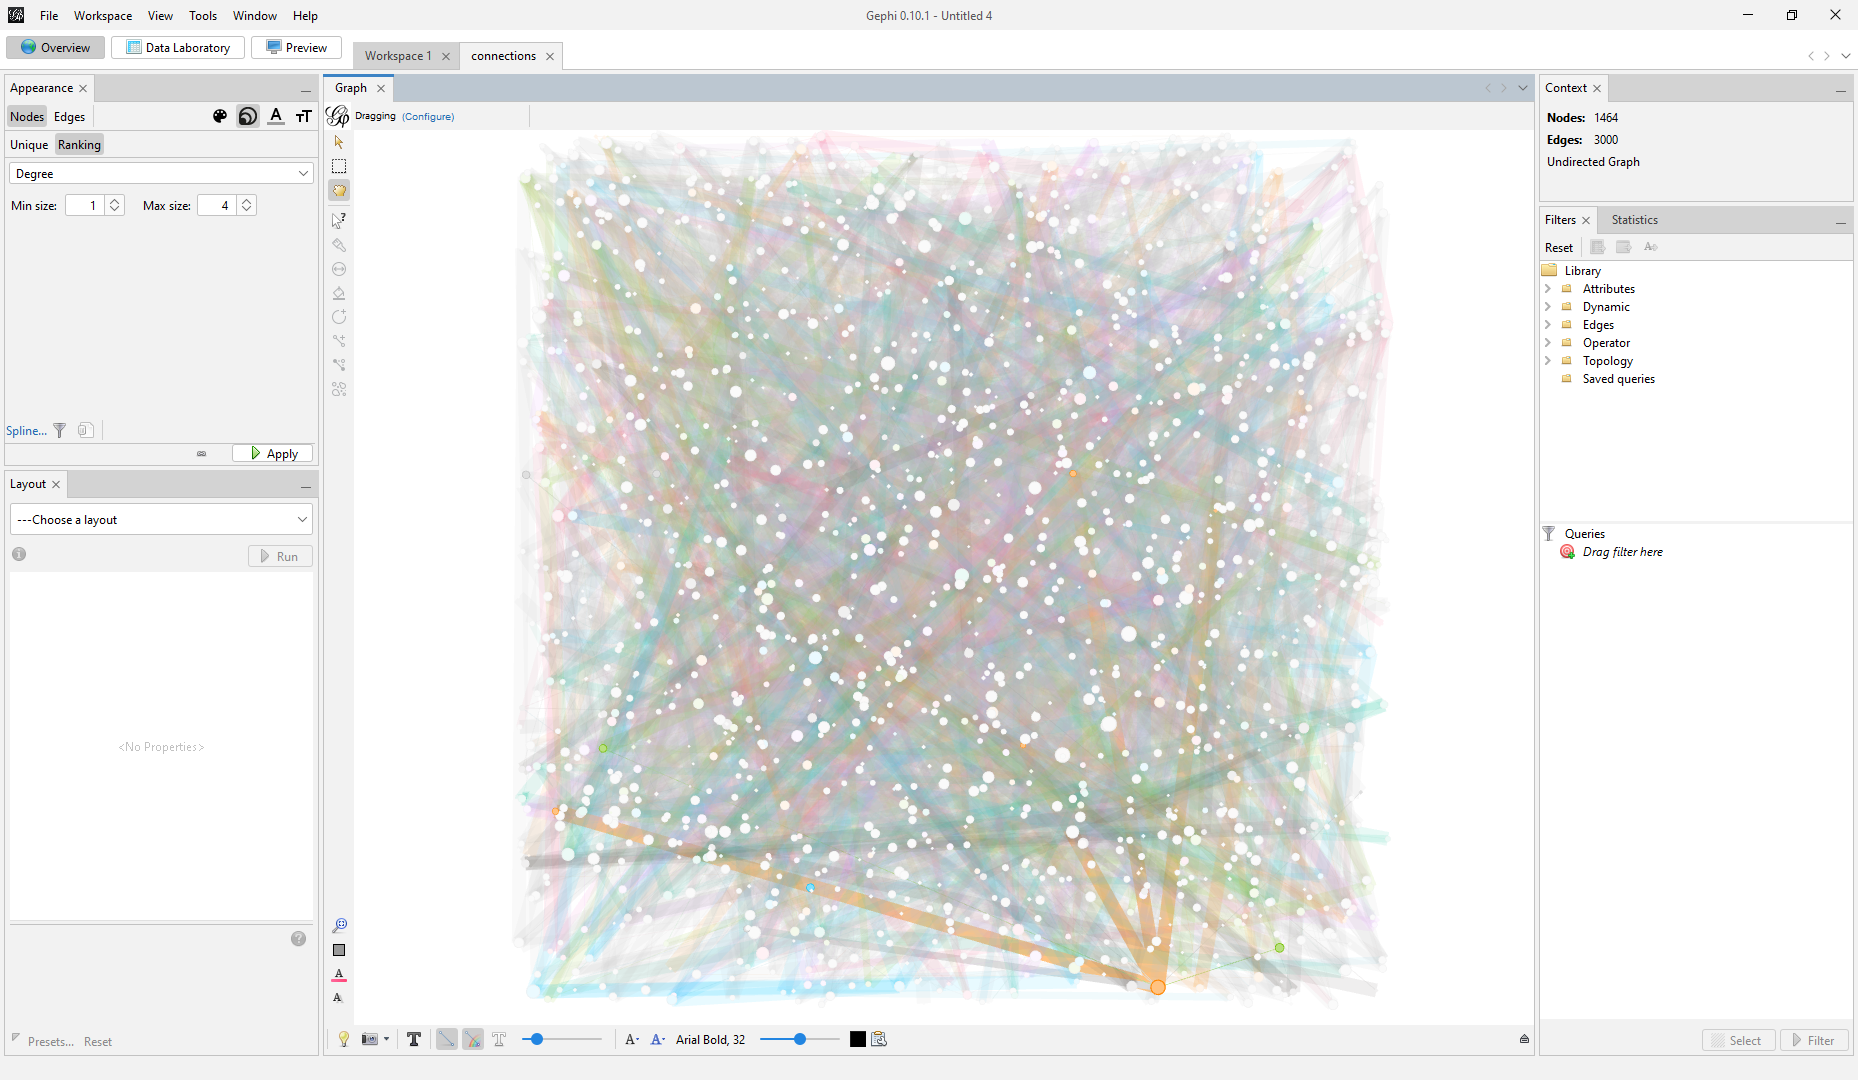 File Workspace View Tools Window Help
Gephi 0.10.1 - Untitled 4
Overview Data Laboratory Preview
Workspace 1 connections
Appearance
Nodes Edges
Unique Ranking
Degree
Min size: 1 Max size: 4
Spline...
Apply
Layout
---Choose a layout
Run
<No Properties>
Presets... Reset
Graph
Dragging (Configure)
Arial Bold, 32
Context
Nodes: 1464
Edges: 3000
Undirected Graph
Filters Statistics
Reset
Library
Attributes
Dynamic
Edges
Operator
Topology
Saved queries
Queries
Drag filter here
Select Filter